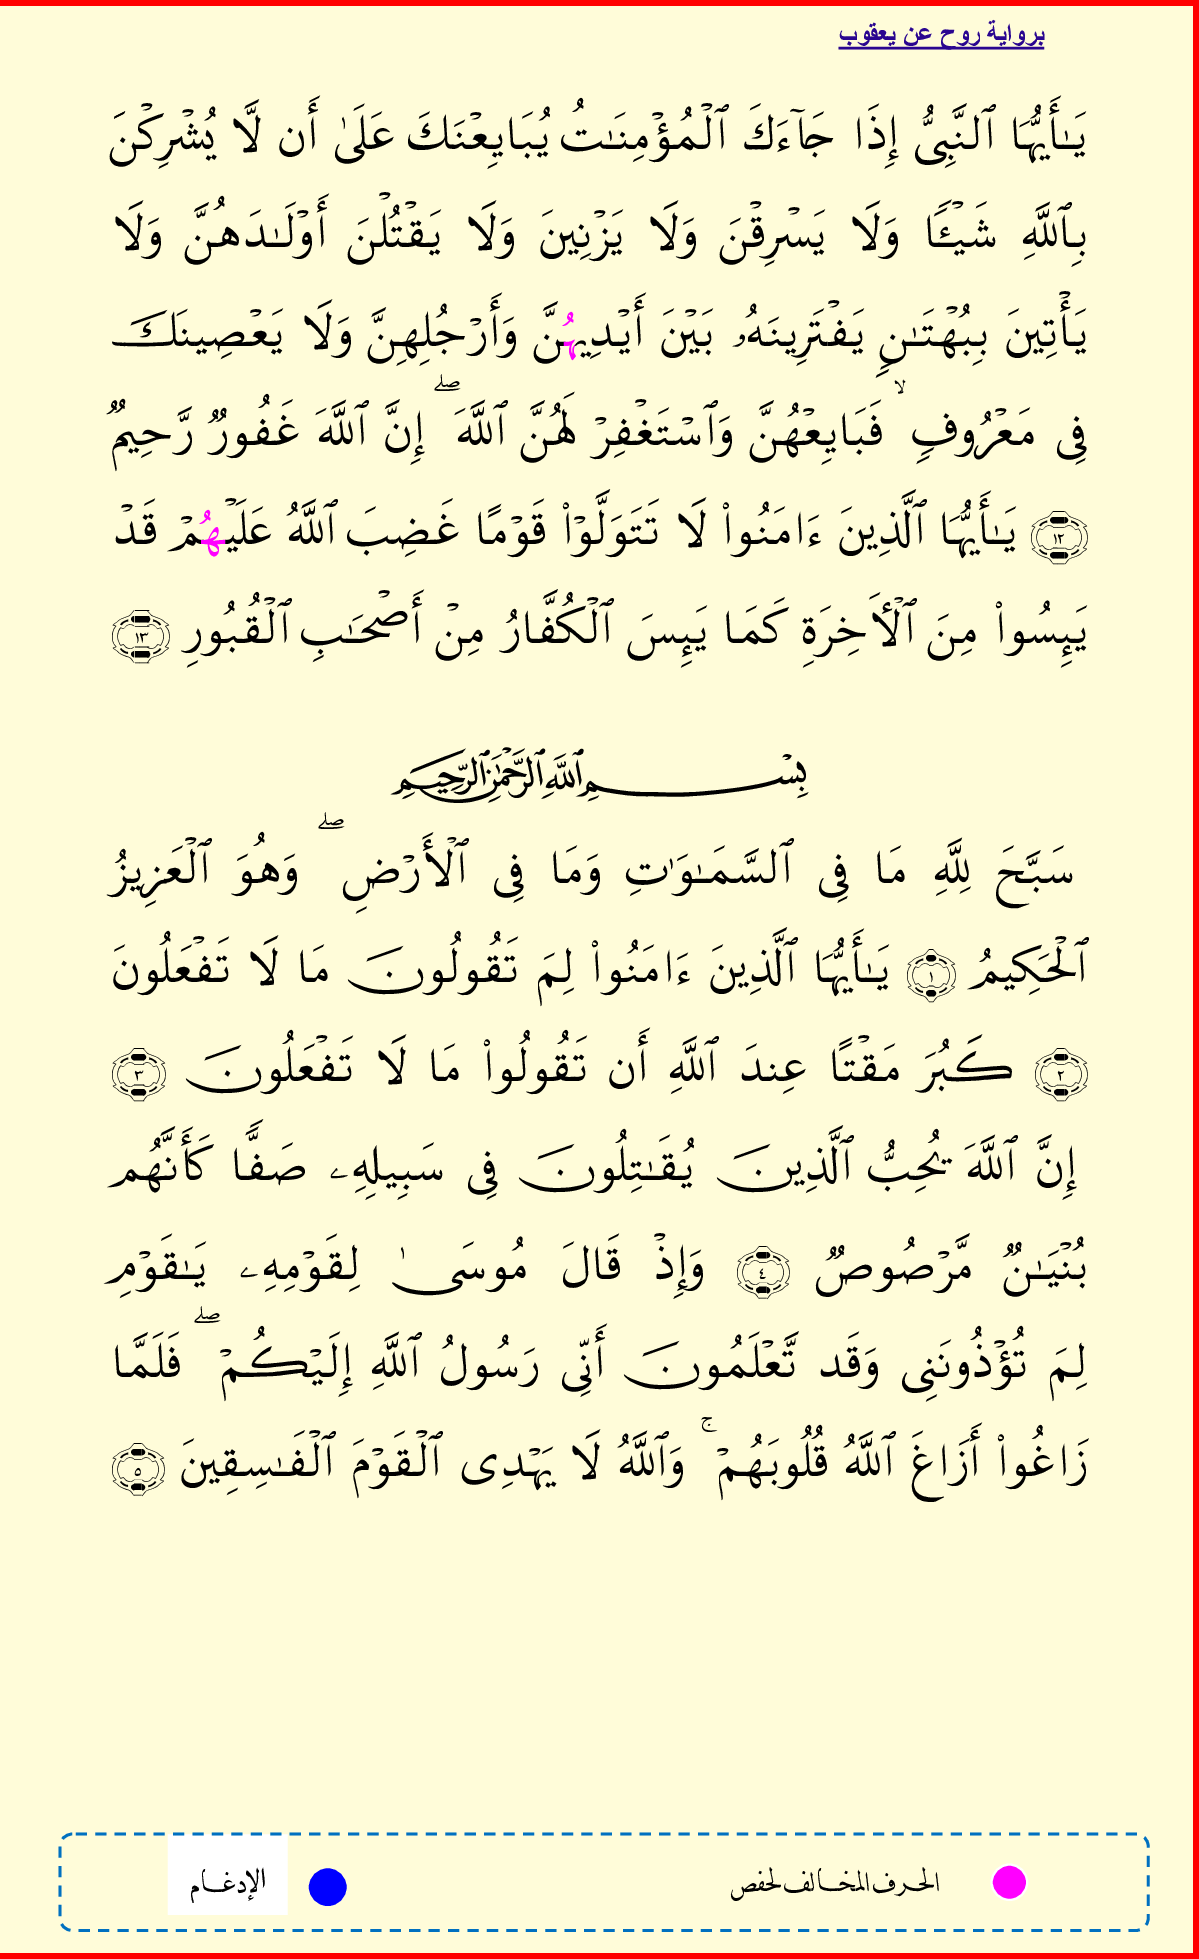 برواية روح عن يعقوب
يَـٰٓأَيُّهَا ٱلنَّبِىُّ إِذَا جَآءَكَ ٱلْمُؤْمِنَـٰتُ يُبَايِعْنَكَ عَلَىٰٓ أَن لَّا يُشْرِكْنَ
بِٱللَّهِ شَيْـًٔا وَلَا يَسْرِقْنَ وَلَا يَزْنِينَ وَلَا يَقْتُلْنَ أَوْلَـٰدَهُنَّ وَلَا
يَأْتِينَ بِبُهْتَـٰنٍ يَفْتَرِينَهُۥ بَيْنَ أَيْدِيهُنَّ وَأَرْجُلِهِنَّ وَلَا يَعْصِينَكَ
فِى مَعْرُوفٍ ۙ فَبَايِعْهُنَّ وَٱسْتَغْفِرْ لَهُنَّ ٱللَّهَ ۖ إِنَّ ٱللَّهَ غَفُورٌ رَّحِيمٌ
١٢ يَـٰٓأَيُّهَا ٱلَّذِينَ ءَامَنُوا۟ لَا تَتَوَلَّوْا۟ قَوْمًا غَضِبَ ٱللَّهُ عَلَيْهُمْ قَدْ
يَئِسُوا۟ مِنَ ٱلْـَٔاخِرَةِ كَمَا يَئِسَ ٱلْكُفَّارُ مِنْ أَصْحَـٰبِ ٱلْقُبُورِ ١٣
بِسْمِ ٱللَّهِ ٱلرَّحْمَـٰنِ ٱلرَّحِيمِ
سَبَّحَ لِلَّهِ مَا فِى ٱلسَّمَـٰوَٰتِ وَمَا فِى ٱلْأَرْضِ ۖ وَهُوَ ٱلْعَزِيزُ
ٱلْحَكِيمُ ١ يَـٰٓأَيُّهَا ٱلَّذِينَ ءَامَنُوا۟ لِمَ تَقُولُونَ مَا لَا تَفْعَلُونَ
٢ كَبُرَ مَقْتًا عِندَ ٱللَّهِ أَن تَقُولُوا۟ مَا لَا تَفْعَلُونَ ٣
إِنَّ ٱللَّهَ يُحِبُّ ٱلَّذِينَ يُقَـٰتِلُونَ فِى سَبِيلِهِۦ صَفًّا كَأَنَّهُم
بُنْيَـٰنٌ مَّرْصُوصٌ ٤ وَإِذْ قَالَ مُوسَىٰ لِقَوْمِهِۦ يَـٰقَوْمِ
لِمَ تُؤْذُونَنِى وَقَد تَّعْلَمُونَ أَنِّى رَسُولُ ٱللَّهِ إِلَيْكُمْ ۖ فَلَمَّا
زَاغُوٓا۟ أَزَاغَ ٱللَّهُ قُلُوبَهُمْ ۚ وَٱللَّهُ لَا يَهْدِى ٱلْقَوْمَ ٱلْفَـٰسِقِينَ ٥
الحرف المخالف لحفص
الإدغام